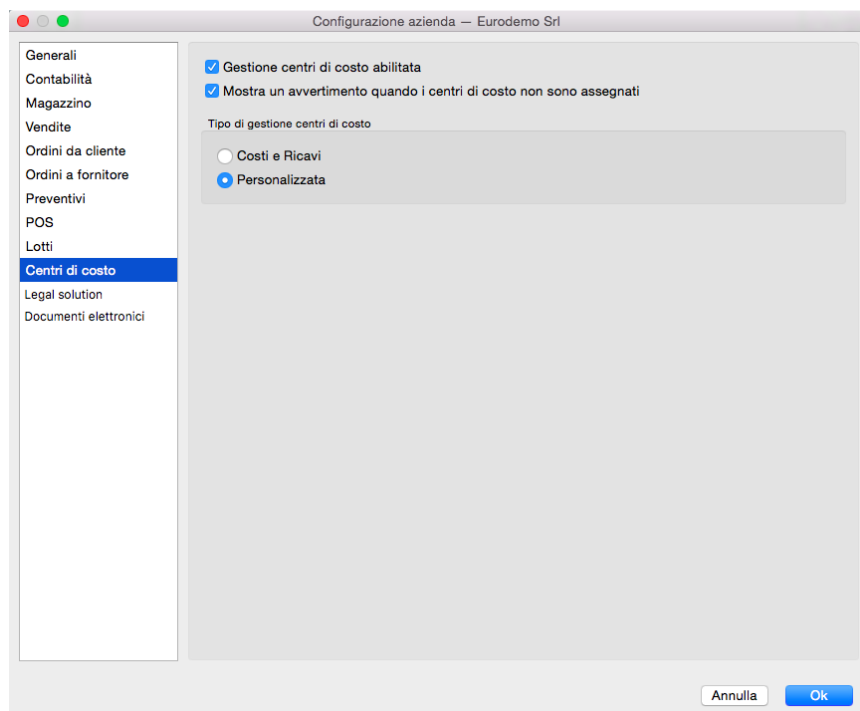 Configurazione azienda — Eurodemo Srl
Generali
Contabilità
Magazzino
Vendite
Ordini da cliente
Ordini a fornitore
Preventivi
POS
Lotti
Centri di costo
Legal solution
Documenti elettronici
Gestione centri di costo abilitata
Mostra un avvertimento quando i centri di costo non sono assegnati
Tipo di gestione centri di costo
Costi e Ricavi
Personalizzata
Annulla
Ok